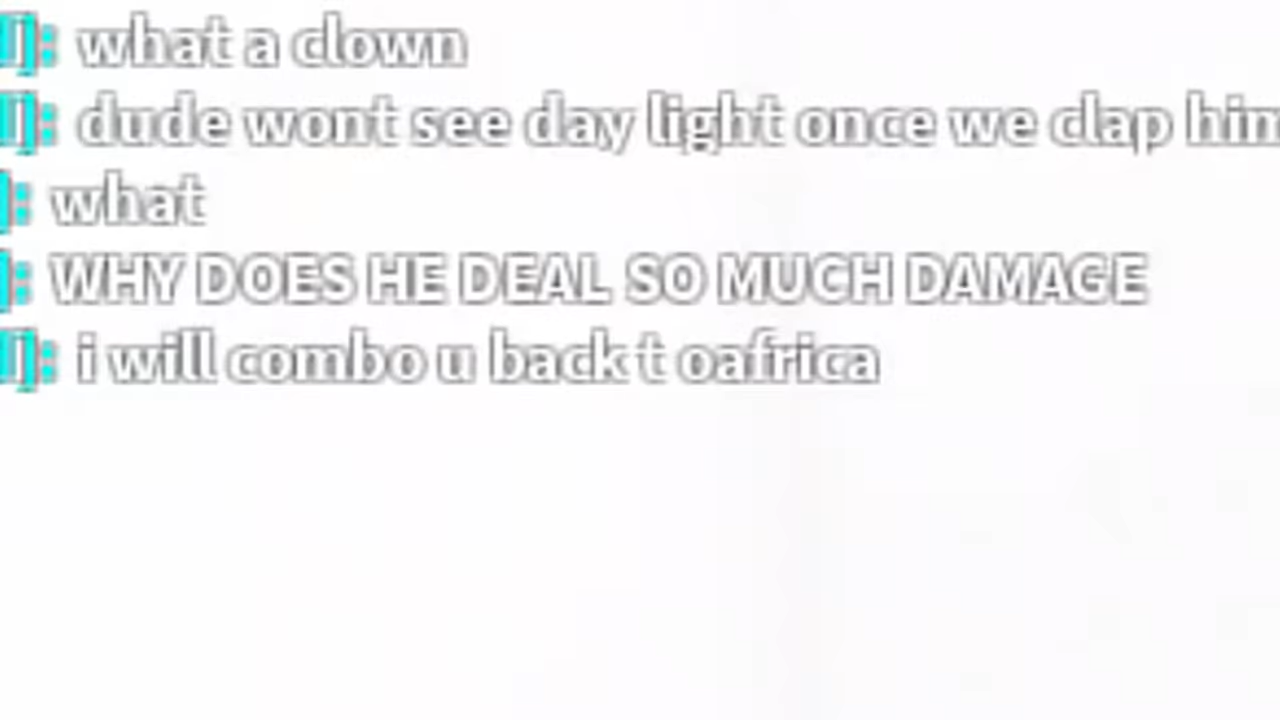 ]: what a clown
]: dude wont see day light once we clap him
]: what
]: WHY DOES HE DEAL SO MUCH DAMAGE
]: i will combo u back t oafrica